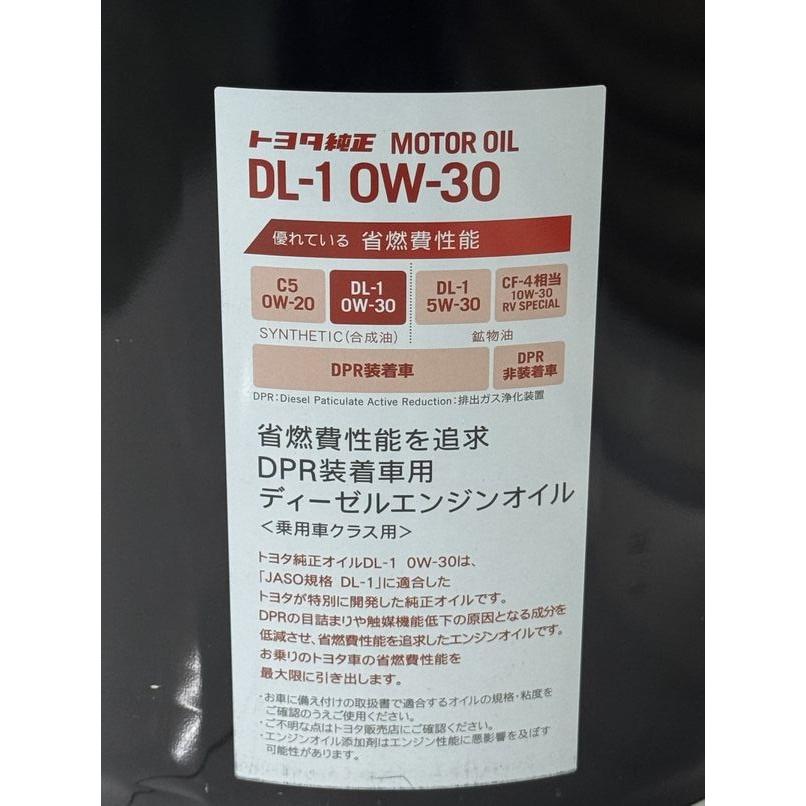 トヨタ純正 MOTOR OIL
DL-1 0W-30
優れている 省燃費性能
C5 0W-20
DL-1 0W-30
DL-1 5W-30
CF-4相当 10W-30 RV SPECIAL
SYNTHETIC(合成油)
鉱物油
DPR装着車
DPR非装着車
DPR:Diesel Paticulate Active Reduction:排出ガス浄化装置
省燃費性能を追求
DPR装着車用
ディーゼルエンジンオイル
<乗用車クラス用>
トヨタ純正オイルDL-1 0W-30は、
「JASO規格 DL-1」に適合した
トヨタが特別に開発した純正オイルです。
DPRの目詰まりや触媒機能低下の原因となる成分を
低減させ、省燃費性能を追求したエンジンオイルです。
お乗りのトヨタ車の省燃費性能を
最大限に引き出します。
・お車に備え付けの取扱書で適合するオイルの規格・粘度を
ご確認のうえご使用ください。
・ご不明な点はトヨタ販売店にご確認ください。
・エンジンオイル添加剤はエンジン性能に悪影響を及ぼす
可能性があります。